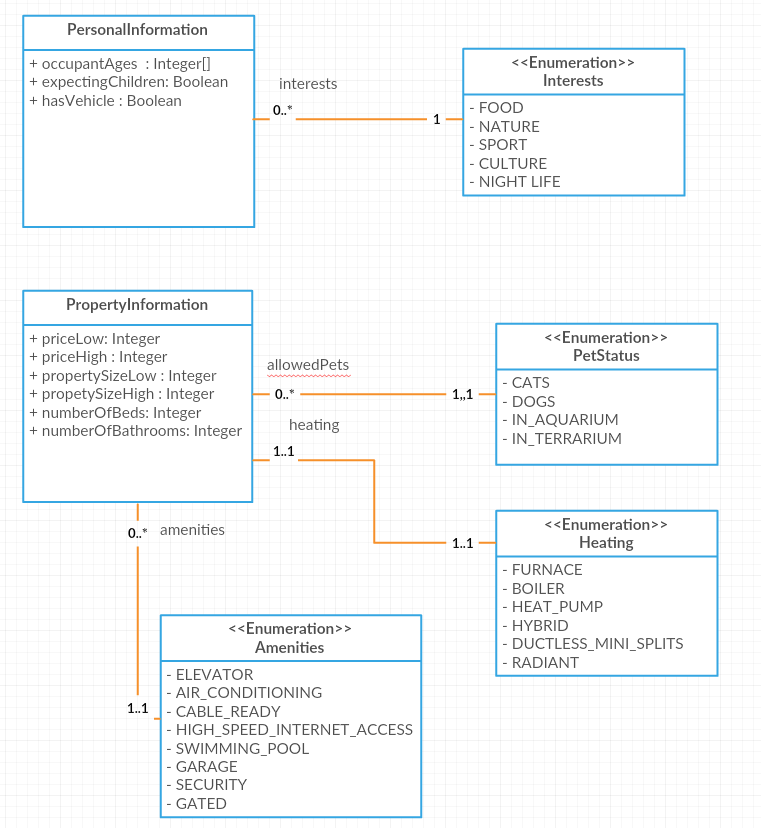 PersonalInformation
+ occupantAges : Integer[]
+ expectingChildren: Boolean
+ hasVehicle : Boolean
interests
0..*
1
<<Enumeration>>
Interests
- FOOD
- NATURE
- SPORT
- CULTURE
- NIGHT LIFE
PropertyInformation
+ priceLow: Integer
+ priceHigh : Integer
+ propertySizeLow : Integer
+ propetySizeHigh : Integer
+ numberOfBeds: Integer
+ numberOfBathrooms: Integer
allowedPets
0..*
1,,1
<<Enumeration>>
PetStatus
- CATS
- DOGS
- IN_AQUARIUM
- IN_TERRARIUM
heating
1..1
1..1
<<Enumeration>>
Heating
- FURNACE
- BOILER
- HEAT_PUMP
- HYBRID
- DUCTLESS_MINI_SPLITS
- RADIANT
0..*
amenities
1..1
<<Enumeration>>
Amenities
- ELEVATOR
- AIR_CONDITIONING
- CABLE_READY
- HIGH_SPEED_INTERNET_ACCESS
- SWIMMING_POOL
- GARAGE
- SECURITY
- GATED